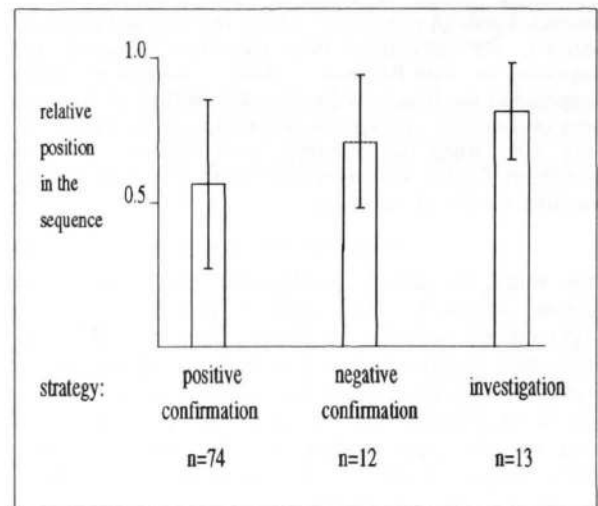 1.0
relative
position
in the
sequence
0.5
strategy:
positive
confirmation
negative
confirmation
investigation
n=74
n=12
n=13